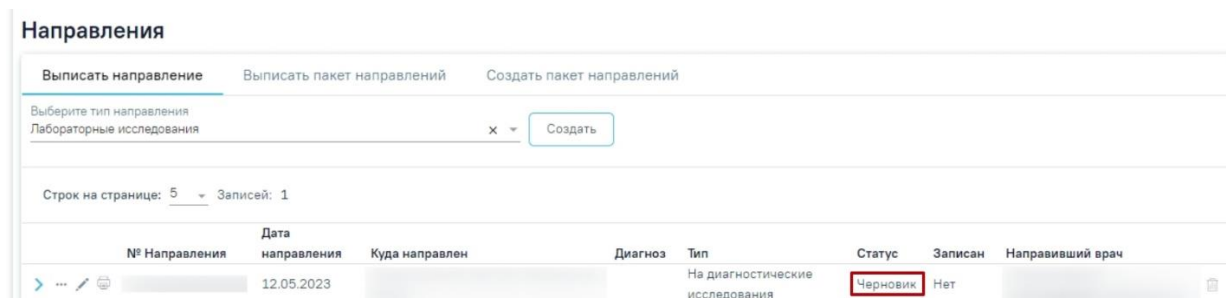 Направления
Выписать направление Выписать пакет направлений Создать пакет направлений
Выберите тип направления
Лабораторные исследования Создать
Строк на странице: 5 Записей: 1
№ Направления Дата направления Куда направлен Диагноз Тип Статус Записан Направивший врач
12.05.2023 На диагностические исследования Черновик Нет